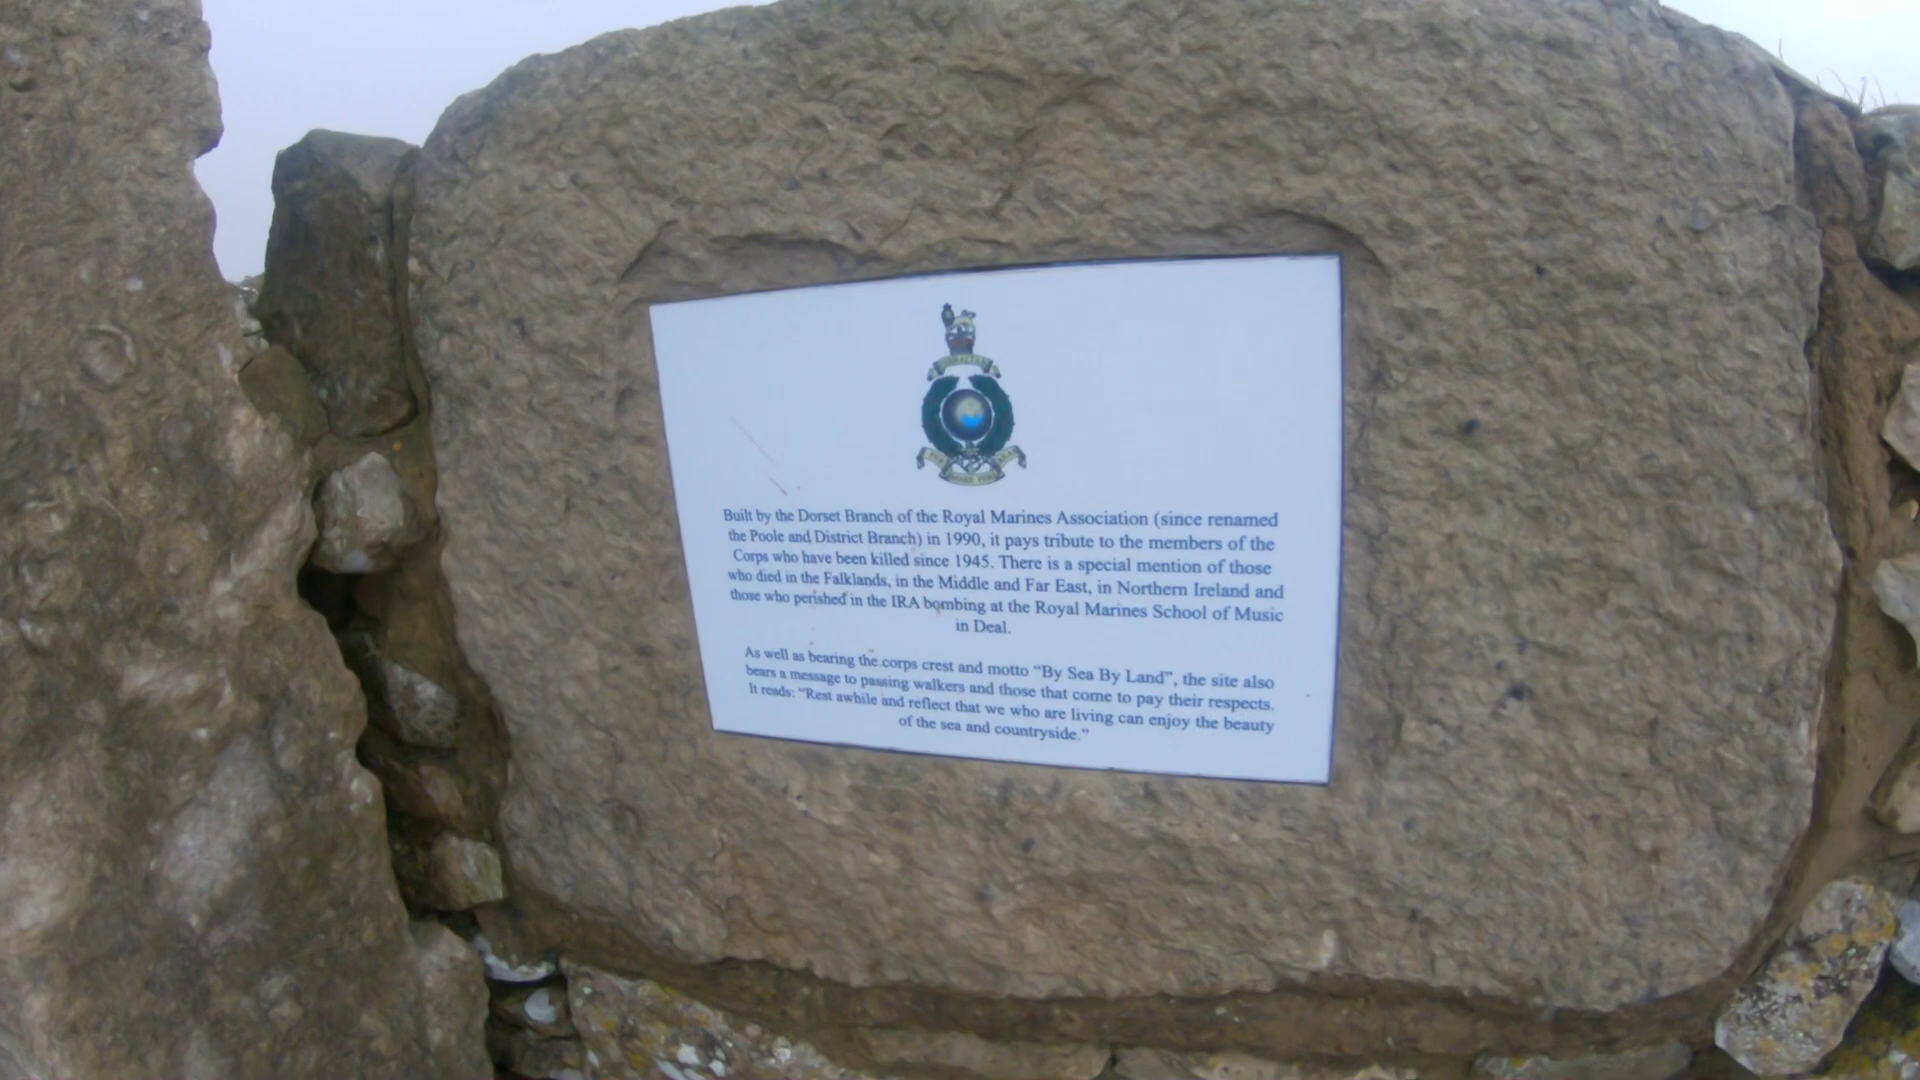 GIBRALTAR
PER MARE PER TERRAM
Built by the Dorset Branch of the Royal Marines Association (since renamed
the Poole and District Branch) in 1990, it pays tribute to the members of the
Corps who have been killed since 1945. There is a special mention of those
who died in the Falklands, in the Middle and Far East, in Northern Ireland and
those who perished in the IRA bombing at the Royal Marines School of Music
in Deal.
As well as bearing the corps crest and motto “By Sea By Land”, the site also
bears a message to passing walkers and those that come to pay their respects.
It reads: “Rest awhile and reflect that we who are living can enjoy the beauty
of the sea and countryside.”